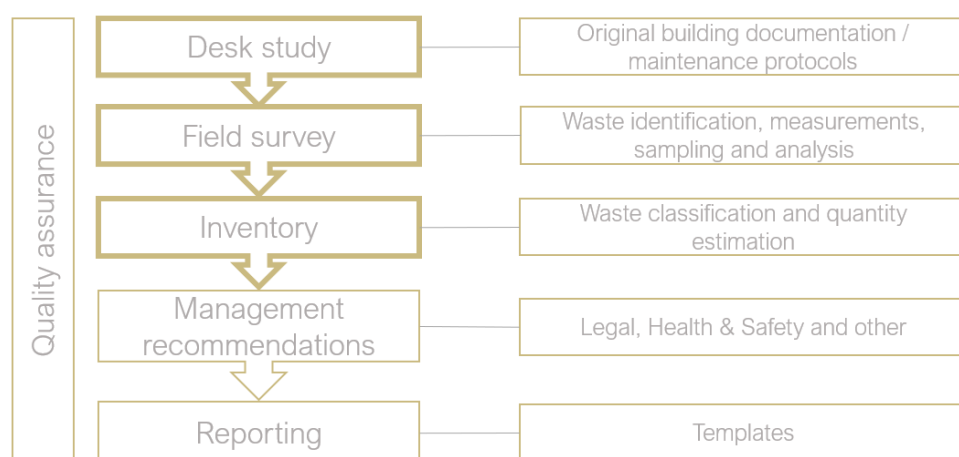 Quality assurance
Desk study
Original building documentation /
maintenance protocols
Field survey
Waste identification, measurements,
sampling and analysis
Inventory
Waste classification and quantity
estimation
Management
recommendations
Legal, Health & Safety and other
Reporting
Templates